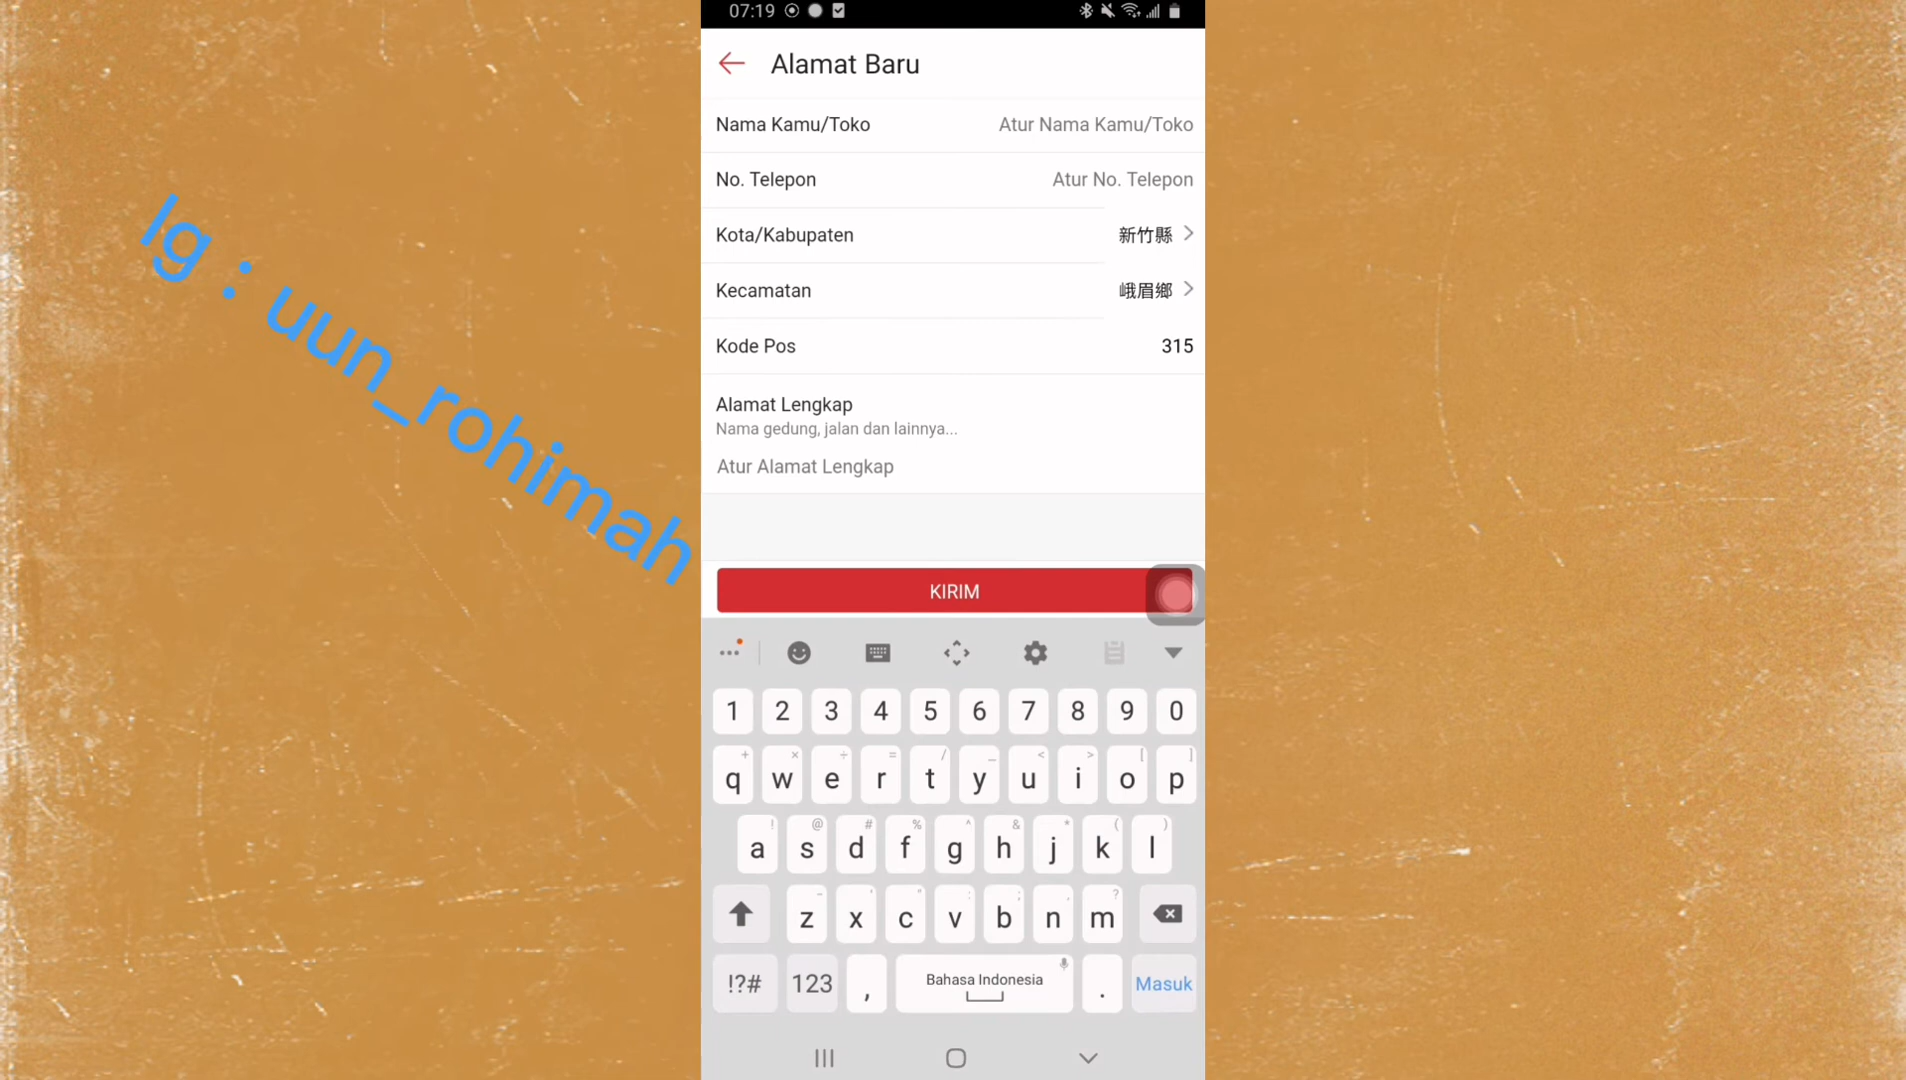 07:19
Alamat Baru
Nama Kamu/Toko Atur Nama Kamu/Toko
No. Telepon Atur No. Telepon
Kota/Kabupaten 新竹縣
Kecamatan 峨眉鄉
Kode Pos 315
Alamat Lengkap
Nama gedung, jalan dan lainnya...
Atur Alamat Lengkap
KIRIM
Ig : uun_rohimah
1 2 3 4 5 6 7 8 9 0
+ × ÷ = / _ < > [ ]
q w e r t y u i o p
! @ # % ^ & * ( )
a s d f g h j k l
- ' " : ; , ?
z x c v b n m
!?# 123 , Bahasa Indonesia . Masuk